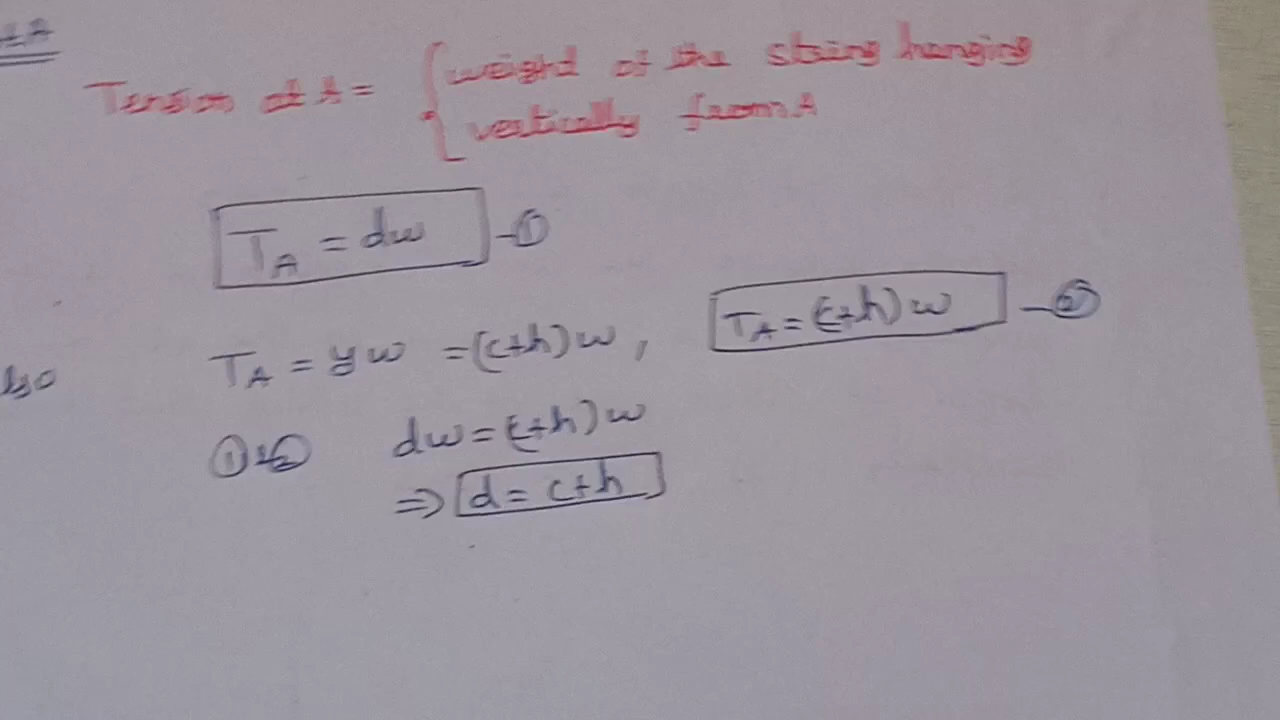 At A
Tension at A = { weight of the string hanging
vertically from A
T_A = dw -①
T_A = yw = (c+h)w, T_A = (c+h)w -②
①&② dw = (c+h)w
⇒ d = c+h